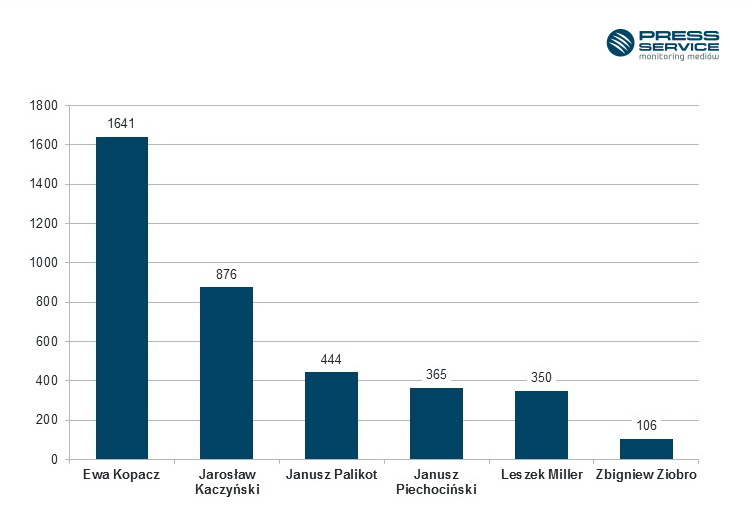 PRESS
SERVICE
monitoring mediów
1800
1600
1400
1200
1000
800
600
400
200
0
1641
876
444
365
350
106
Ewa Kopacz
Jarosław
Kaczyński
Janusz Palikot
Janusz
Piechociński
Leszek Miller
Zbigniew Ziobro